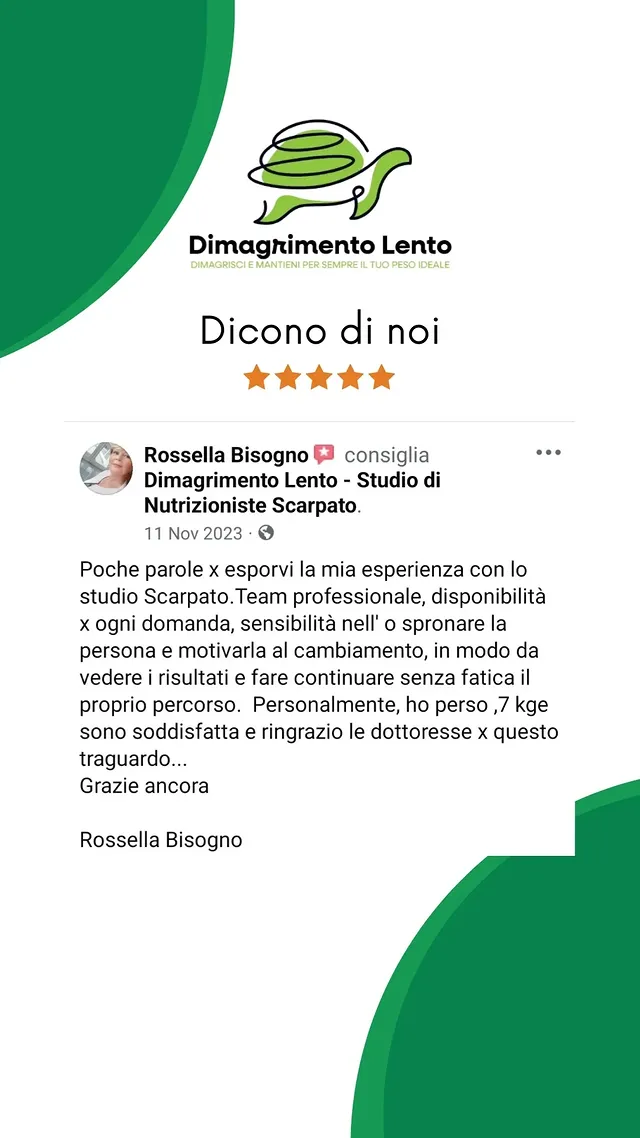 Dimagrimento Lento
DIMAGRISCI E MANTIENI PER SEMPRE IL TUO PESO IDEALE
Dicono di noi
Rossella Bisogno consiglia
Dimagrimento Lento - Studio di
Nutrizioniste Scarpato.
11 Nov 2023 ·
Poche parole x esporvi la mia esperienza con lo
studio Scarpato.Team professionale, disponibilità
x ogni domanda, sensibilità nell' o spronare la
persona e motivarla al cambiamento, in modo da
vedere i risultati e fare continuare senza fatica il
proprio percorso.  Personalmente, ho perso ,7 kge
sono soddisfatta e ringrazio le dottoresse x questo
traguardo...
Grazie ancora
Rossella Bisogno